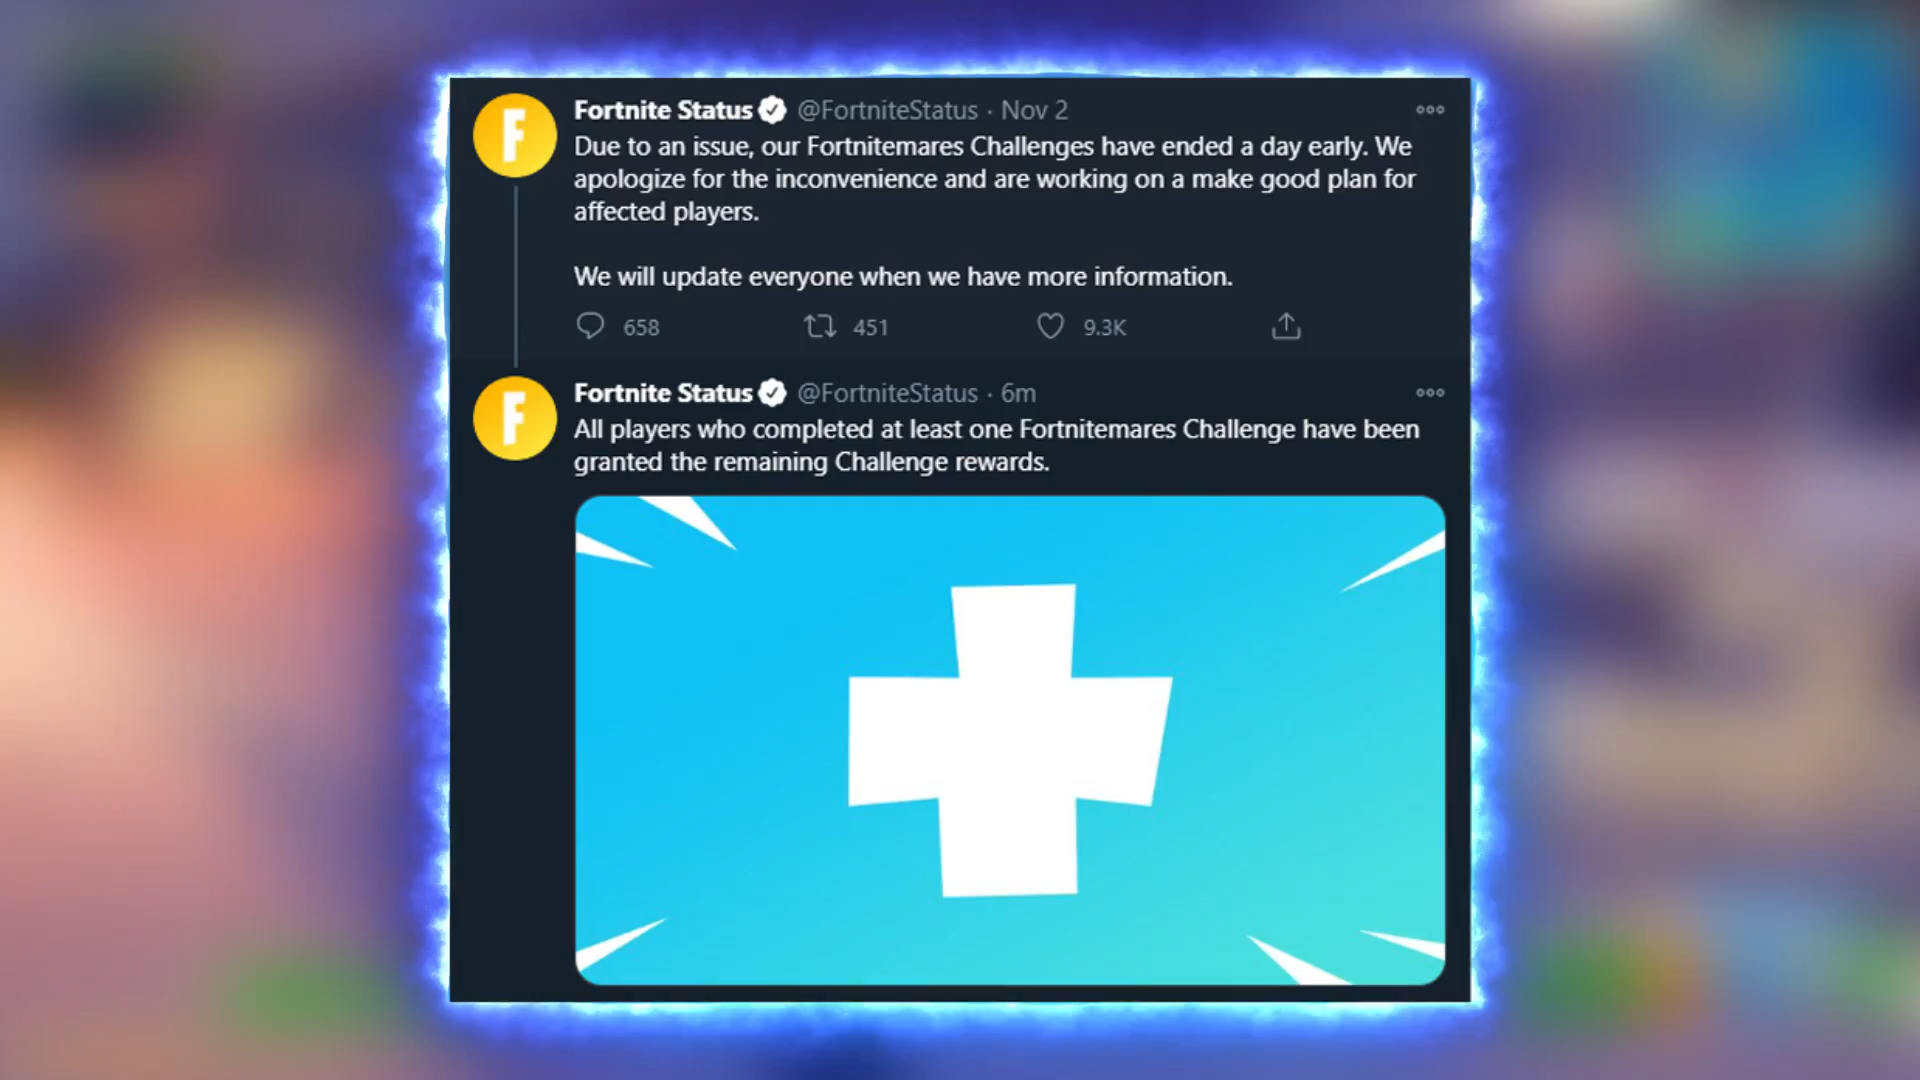 Fortnite Status @FortniteStatus · Nov 2
Due to an issue, our Fortnitemares Challenges have ended a day early. We
apologize for the inconvenience and are working on a make good plan for
affected players.
We will update everyone when we have more information.
658 451 9.3K
Fortnite Status @FortniteStatus · 6m
All players who completed at least one Fortnitemares Challenge have been
granted the remaining Challenge rewards.
F
F